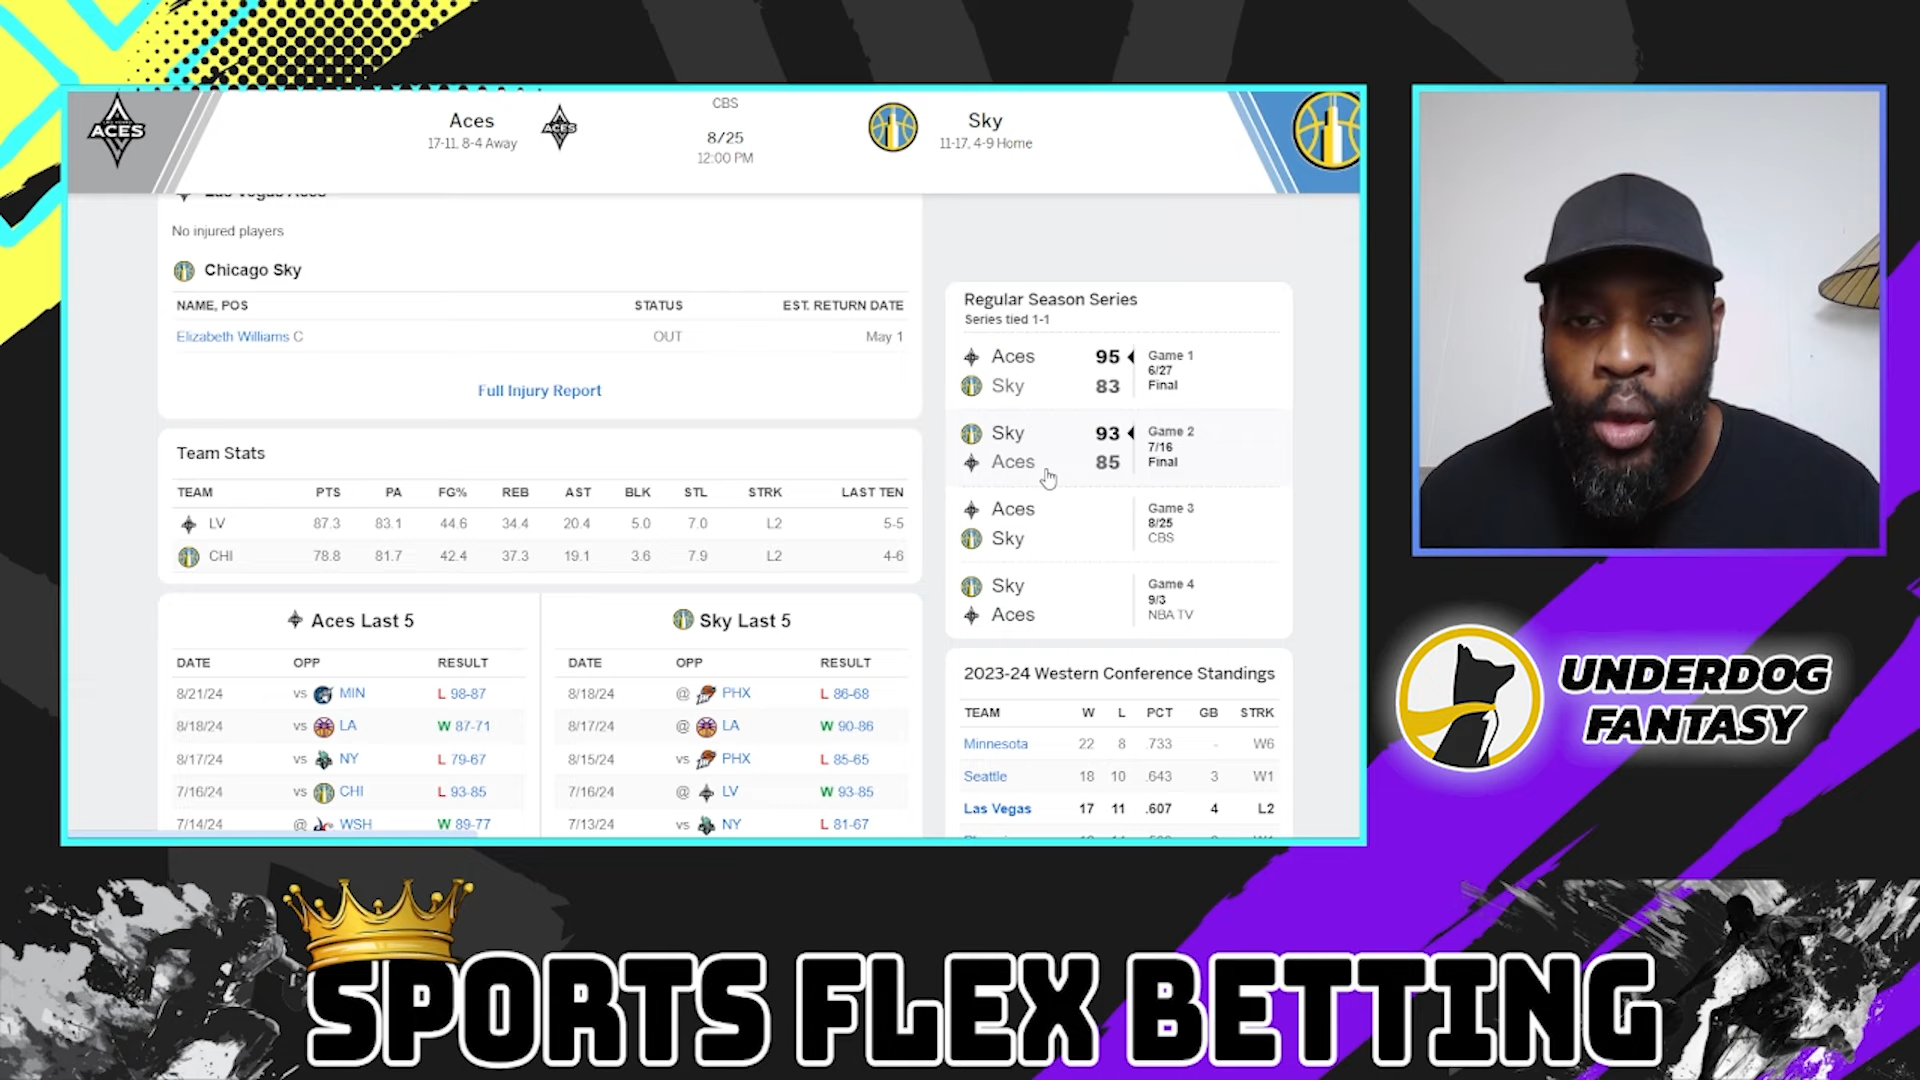 ACES
Aces
17-11, 8-4 Away
ACES
CBS
8/25
12:00 PM
Sky
11-17, 4-9 Home
Las Vegas Aces
No injured players
Chicago Sky
NAME, POS STATUS EST. RETURN DATE
Elizabeth Williams C OUT May 1
Full Injury Report
Team Stats
TEAM PTS PA FG% REB AST BLK STL STRK LAST TEN
LV 87.3 83.1 44.6 34.4 20.4 5.0 7.0 L2 5-5
CHI 78.8 81.7 42.4 37.3 19.1 3.6 7.9 L2 4-6
Aces Last 5
DATE OPP RESULT
8/21/24 vs MIN L 98-87
8/18/24 vs LA W 87-71
8/17/24 vs NY L 79-67
7/16/24 vs CHI L 93-85
7/14/24 @ WSH W 89-77
Sky Last 5
DATE OPP RESULT
8/18/24 @ PHX L 86-68
8/17/24 @ LA W 90-86
8/15/24 vs PHX L 85-65
7/16/24 @ LV W 93-85
7/13/24 vs NY L 81-67
Regular Season Series
Series tied 1-1
Aces 95 Game 1
6/27
Sky 83 Final
Sky 93 Game 2
7/16
Aces 85 Final
Aces Game 3
8/25
Sky CBS
Sky Game 4
9/3
Aces NBA TV
2023-24 Western Conference Standings
TEAM W L PCT GB STRK
Minnesota 22 8 .733 - W6
Seattle 18 10 .643 3 W1
Las Vegas 17 11 .607 4 L2
UNDERDOG
FANTASY
SPORTS FLEX BETTING